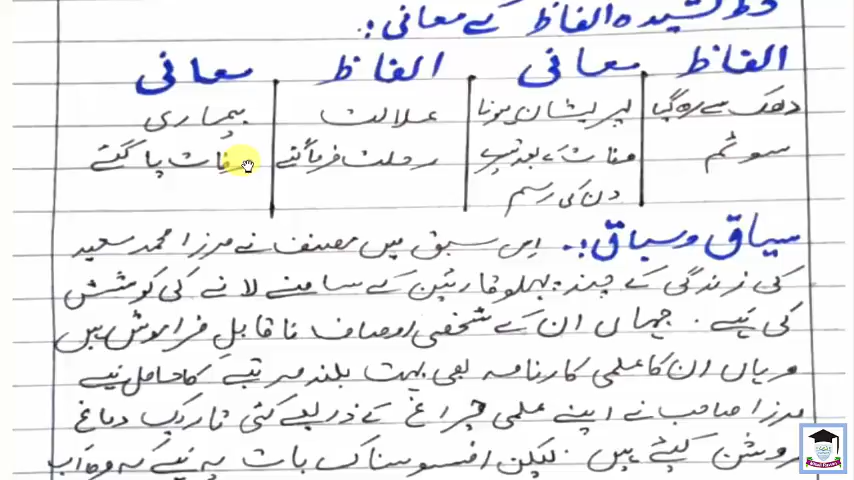 خط کشیدہ الفاظ کے معانی:
الفاظ معانی الفاظ معانی
دھک سے رہ گیا پریشان ہونا علالت بیماری
سوئم وفات کے بعد تیسرے رحلت فرما گئے وفات پا گئے
دن کی رسم
سیاق و سباق:۔ اس سبق میں مصنف نے مرزا محمد سعید
کی زندگی کے چند پہلو قارئین کے سامنے لانے کی کوشش
کی ہے۔ جہاں ان کے شخصی اوصاف نا قابلِ فراموش ہیں
وہاں ان کا علمی کارنامہ بھی بہت بلند مرتبے کا حامل ہے
مرزا صاحب نے اپنے علمی چراغ کے ذریعے کئی تاریک دماغ
روشن کیئے ہیں۔ لیکن افسوسناک بات یہ ہے کہ وہ اب